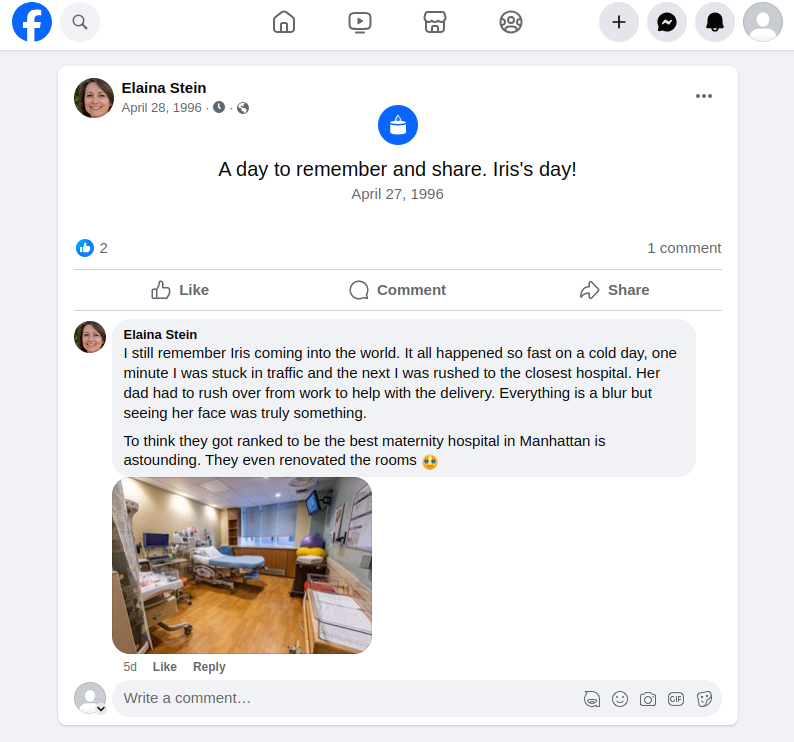 Elaina Stein
April 28, 1996 · ·
A day to remember and share. Iris's day!
April 27, 1996
2
1 comment
Like
Comment
Share
Elaina Stein
I still remember Iris coming into the world. It all happened so fast on a cold day, one
minute I was stuck in traffic and the next I was rushed to the closest hospital. Her
dad had to rush over from work to help with the delivery. Everything is a blur but
seeing her face was truly something.
To think they got ranked to be the best maternity hospital in Manhattan is
astounding. They even renovated the rooms 🥹
5d Like Reply
Write a comment…
GIF